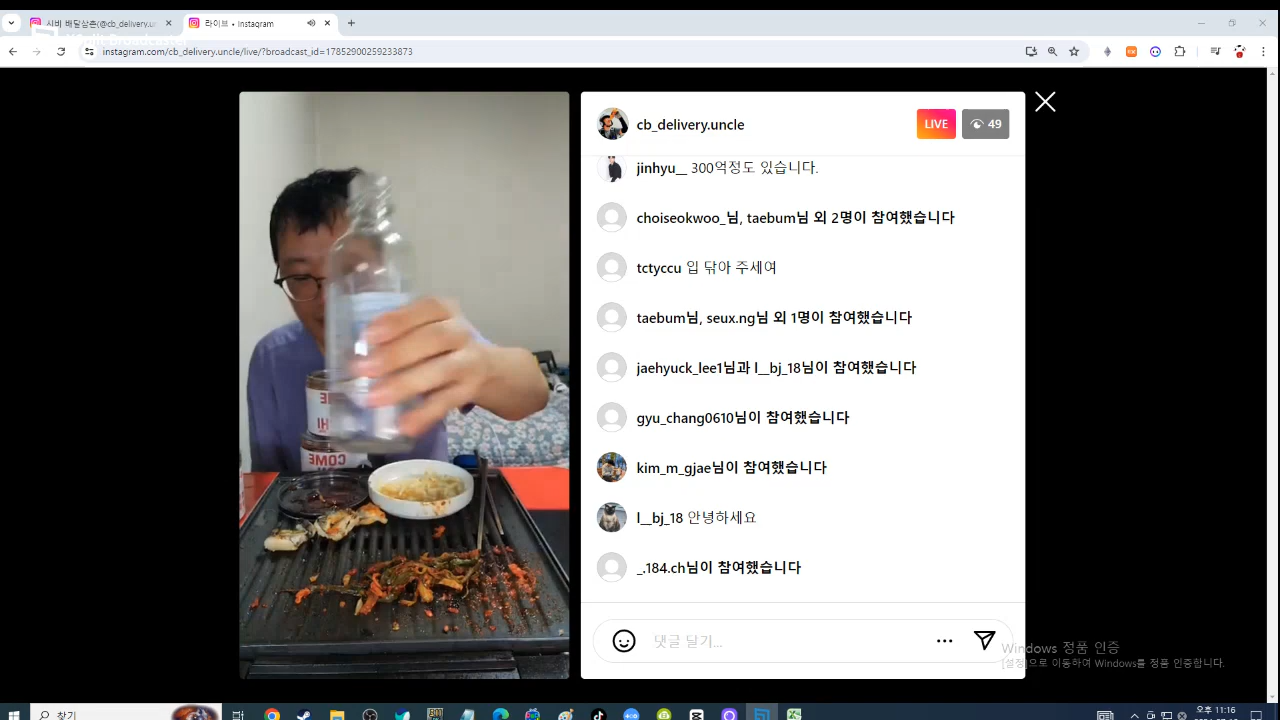 시바 배달삼촌(@cb_delivery.ur
라이브 • Instagram
instagram.com/cb_delivery.uncle/live/?broadcast_id=17852900259233873
cb_delivery.uncle
LIVE
49
jinhyu__ 300억정도 있습니다.
choiseokwoo_님, taebum님 외 2명이 참여했습니다
tctyccu 입 닦아 주세여
taebum님, seux.ng님 외 1명이 참여했습니다
jaehyuck_lee1님과 l__bj_18님이 참여했습니다
gyu_chang0610님이 참여했습니다
kim_m_gjae님이 참여했습니다
l__bj_18 안녕하세요
_.184.ch님이 참여했습니다
댓글 달기...
COME
Windows 정품 인증
[설정]으로 이동하여 Windows를 정품 인증합니다.
찾기
오후 11:16